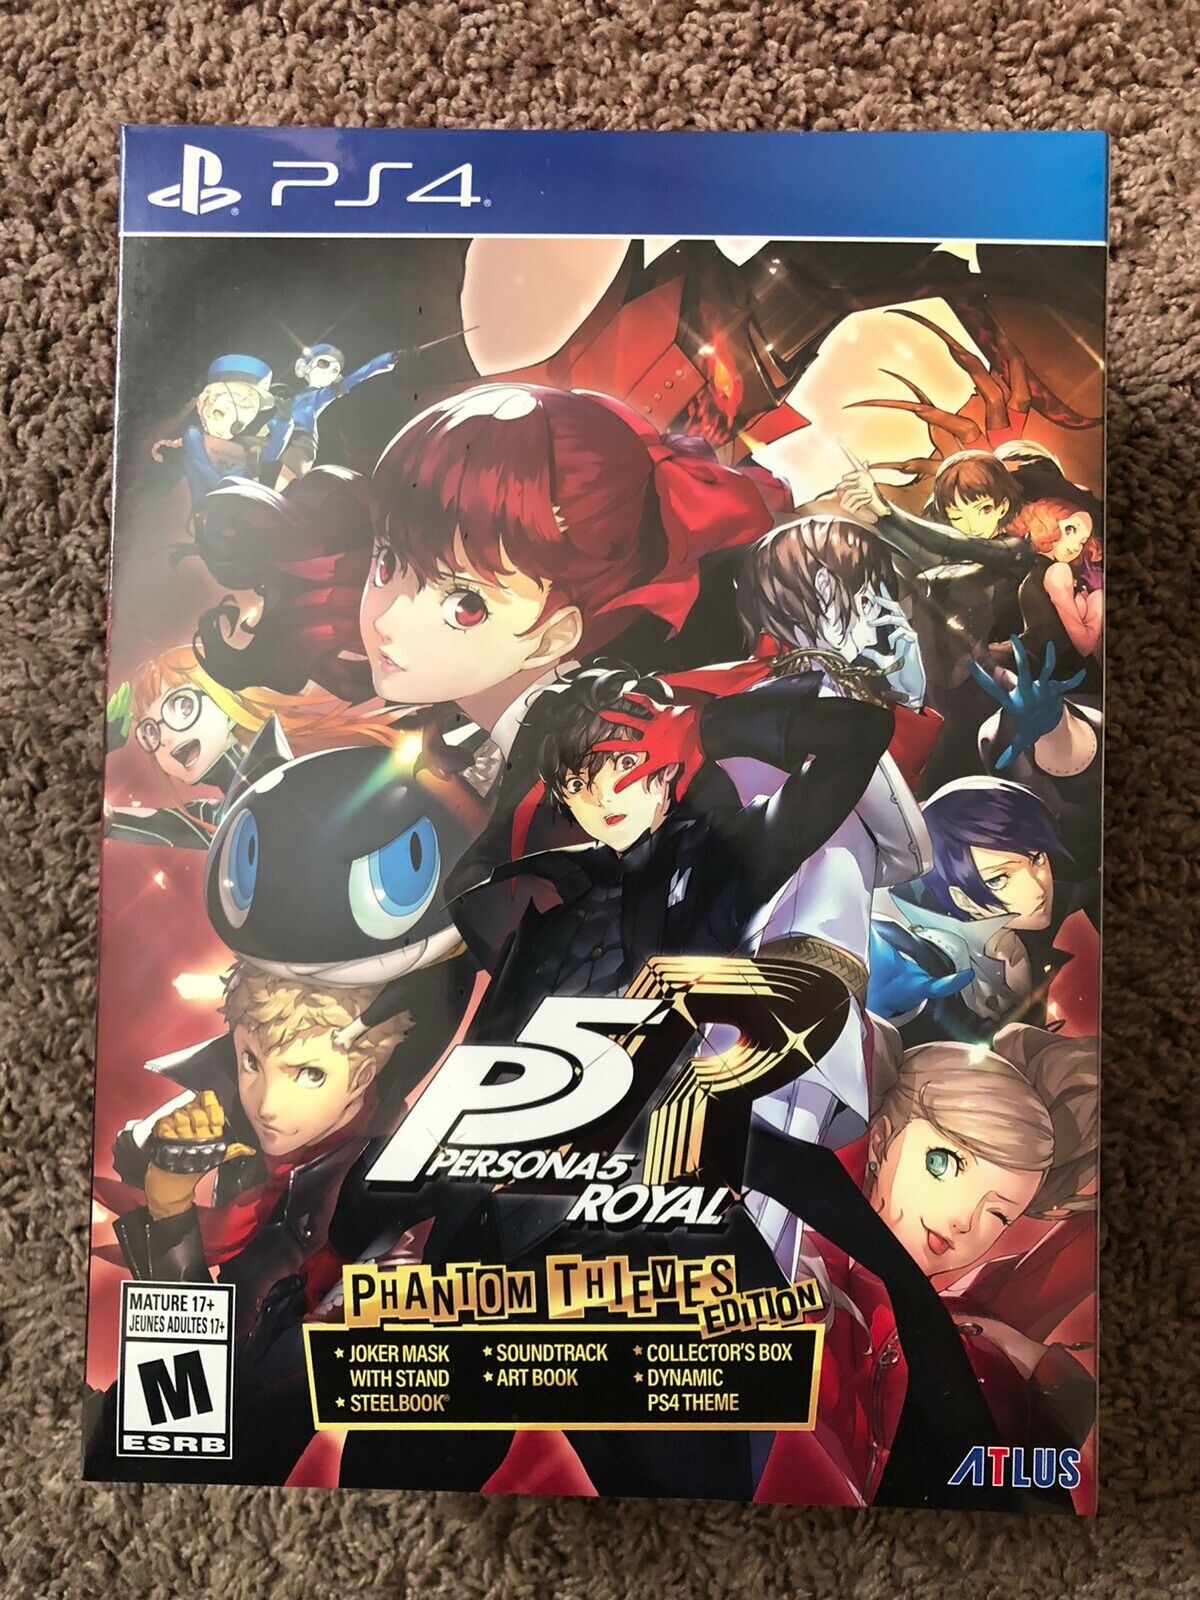 PS4
P5R
PERSONA5
ROYAL
PHANTOM THIEVES
EDITION
★ JOKER MASK
WITH STAND
★ STEELBOOK®
★ SOUNDTRACK
★ ART BOOK
★ COLLECTOR'S BOX
★ DYNAMIC
PS4 THEME
MATURE 17+
JEUNES ADULTES 17+
M
ESRB
ATLUS